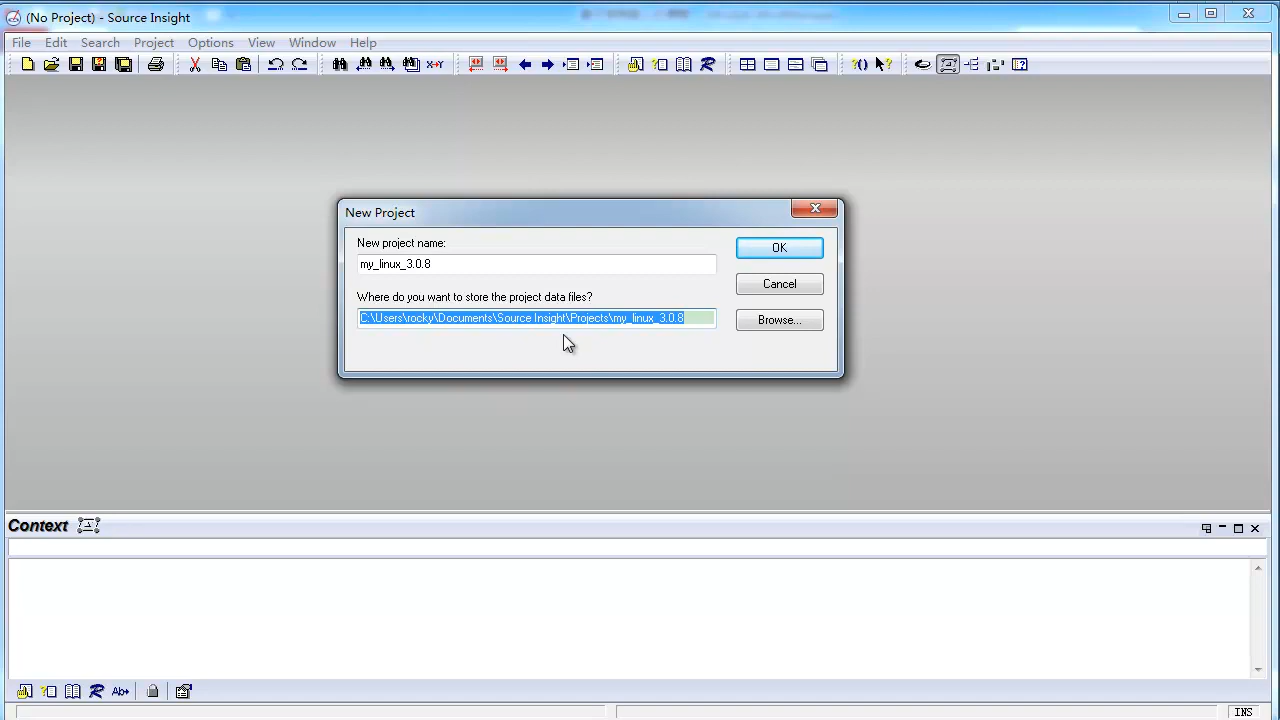 (No Project) - Source Insight
File Edit Search Project Options View Window Help
New Project
New project name:
my_linux_3.0.8
OK
Where do you want to store the project data files?
Cancel
C:\Users\rocky\Documents\Source Insight\Projects\my_linux_3.0.8
Browse...
Context
INS